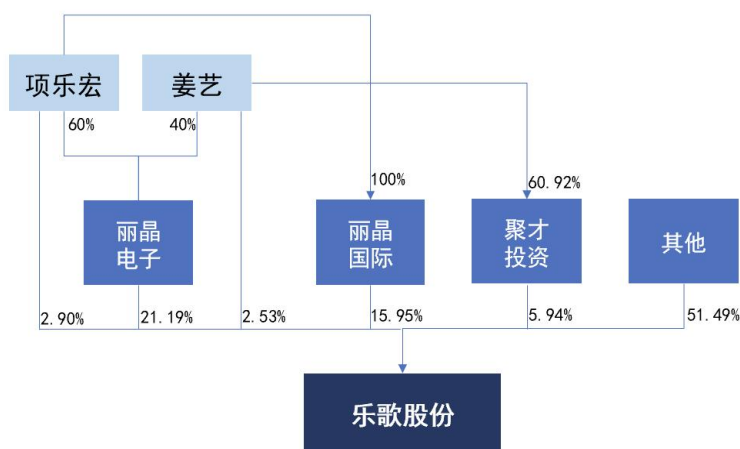 项乐宏
姜艺
60%
40%
100%
60.92%
丽晶
电子
丽晶
国际
聚才
投资
其他
2.90%
21.19%
2.53%
15.95%
5.94%
51.49%
乐歌股份